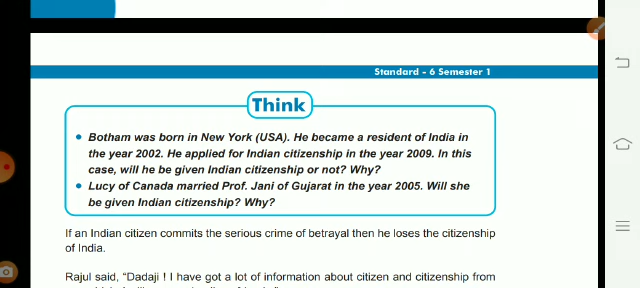 Standard - 6 Semester 1
Think
• Botham was born in New York (USA). He became a resident of India in
the year 2002. He applied for Indian citizenship in the year 2009. In this
case, will he be given Indian citizenship or not? Why?
• Lucy of Canada married Prof. Jani of Gujarat in the year 2005. Will she
be given Indian citizenship? Why?
If an Indian citizen commits the serious crime of betrayal then he loses the citizenship
of India.
Rajul said, “Dadaji ! I have got a lot of information about citizen and citizenship from